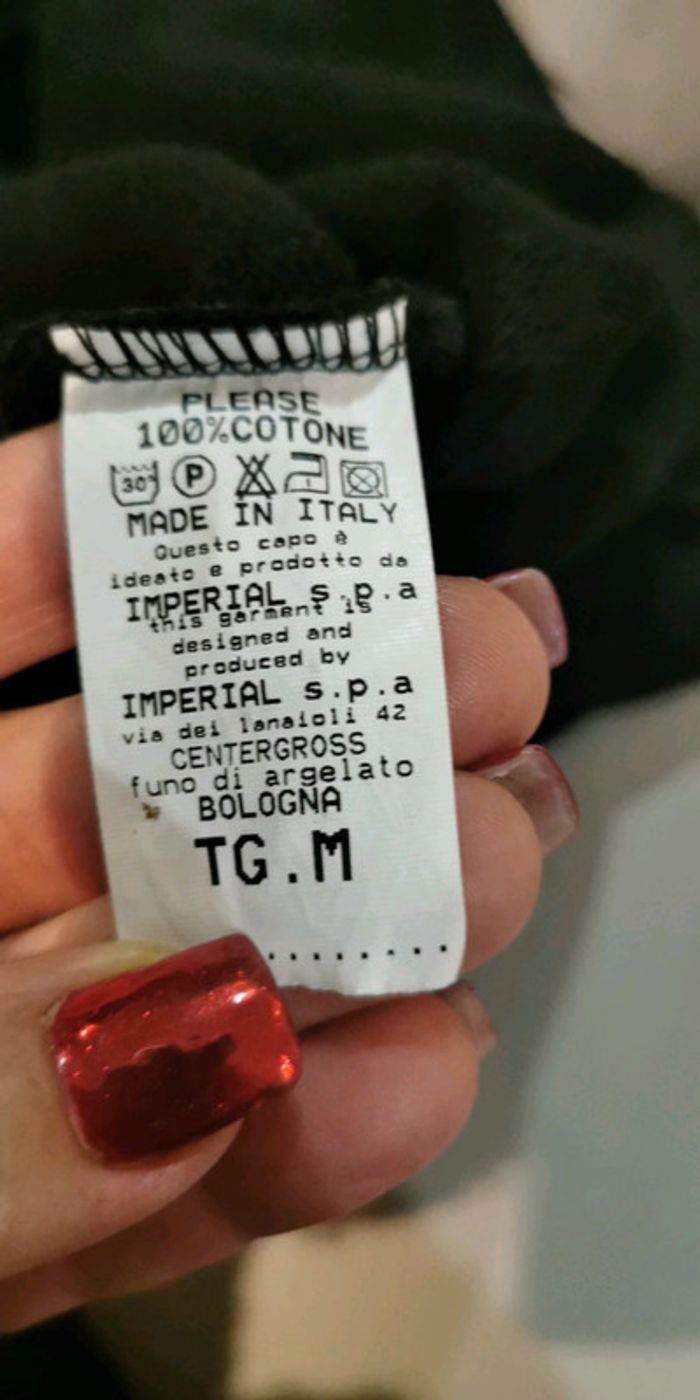 PLEASE
100%COTONE
30° P
MADE IN ITALY
Questo capo è
ideato e prodotto da
IMPERIAL s.p.a
this garment is
designed and
produced by
IMPERIAL s.p.a
via dei lanaioli 42
CENTERGROSS
funo di argelato
BOLOGNA
TG.M